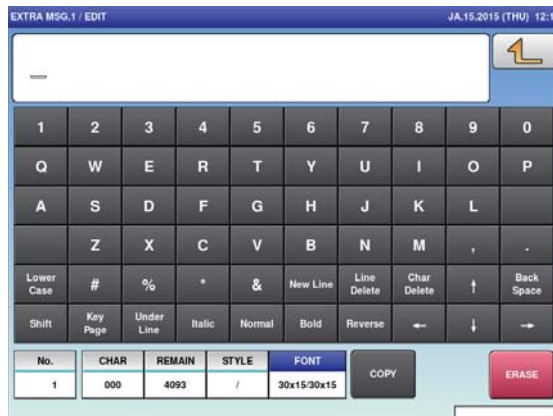 EXTRA MSG.1 / EDIT JA.15.2015 (THU) 12:1
1 2 3 4 5 6 7 8 9 0
Q W E R T Y U I O P
A S D F G H J K L
Z X C V B N M , .
Lower Case # % * & New Line Line Delete Char Delete ↑ Back Space
Shift Key Page Under Line Italic Normal Bold Reverse ← ↓ →
No. CHAR REMAIN STYLE FONT COPY ERASE
1 000 4093 / 30x15/30x15